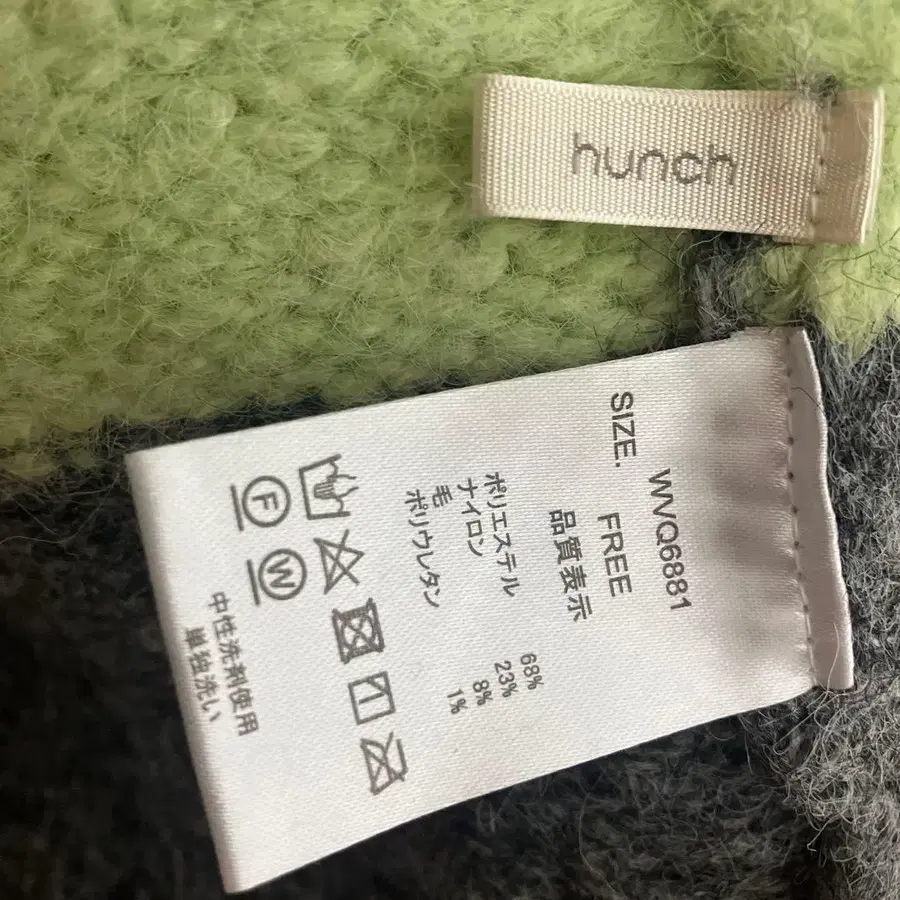 hunch
WVQ6881
SIZE. FREE
品質表示
ポリエステル 68%
ナイロン 23%
毛 8%
ポリウレタン 1%
F W
中性洗剤使用
単独洗い